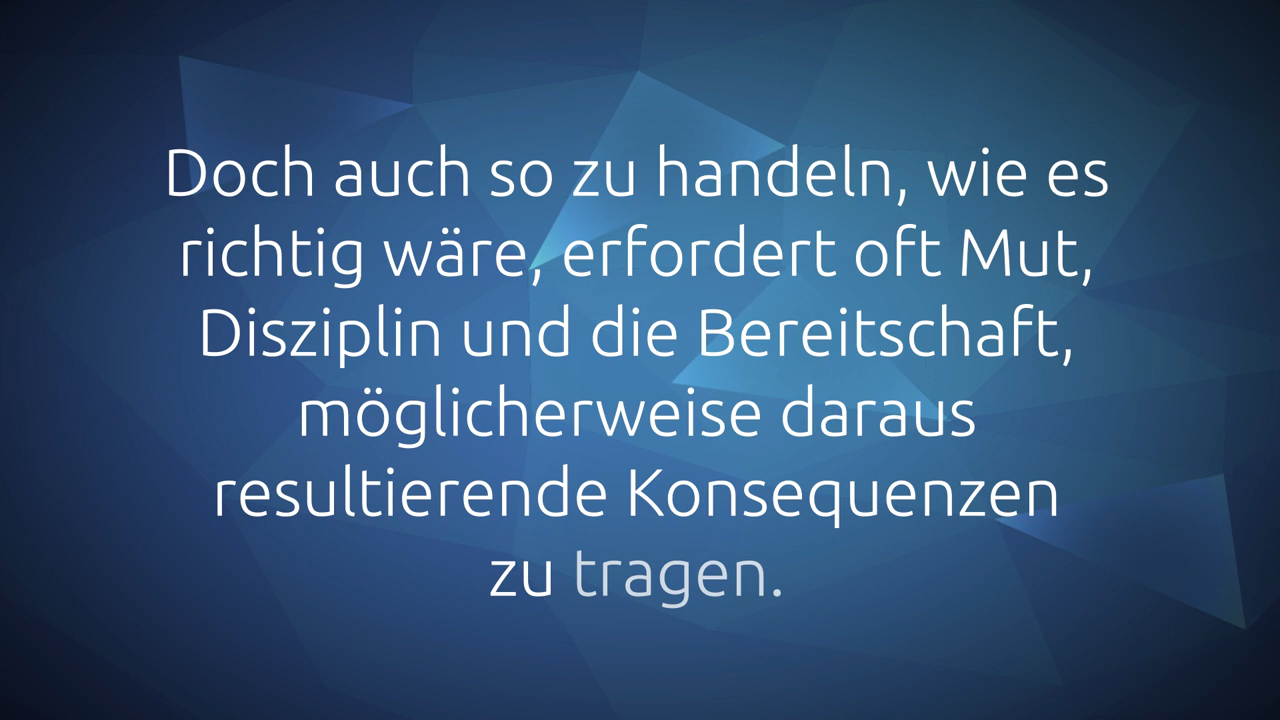 Doch auch so zu handeln, wie es
richtig wäre, erfordert oft Mut,
Disziplin und die Bereitschaft,
möglicherweise daraus
resultierende Konsequenzen
zu tragen.